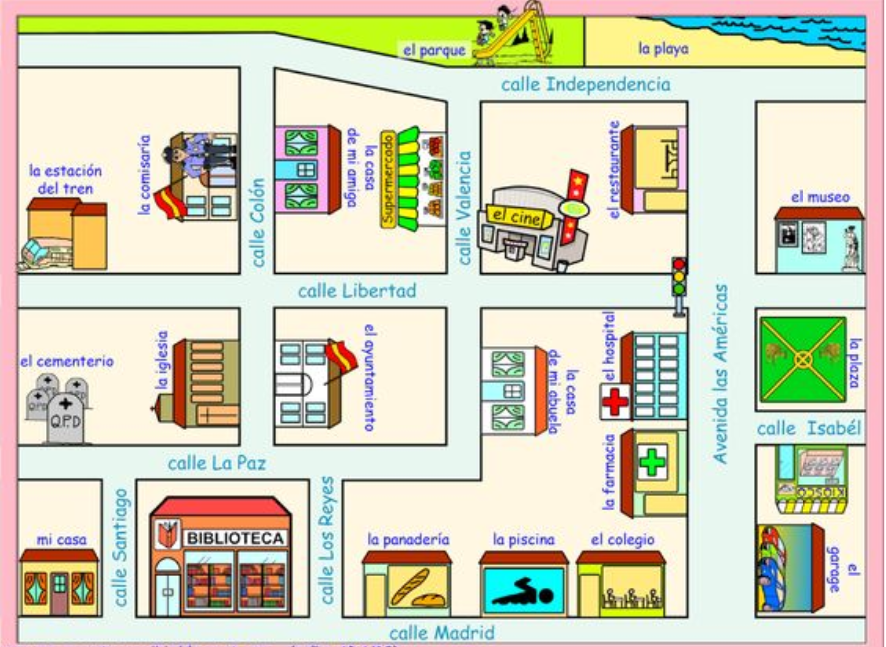 el parque
la playa
calle Independencia
la estación
del tren
la comisaría
calle Colón
la casa
de mi amiga
Supermercado
calle Valencia
el cine
el restaurante
el museo
calle Libertad
el cementerio
Q.P.D
la iglesia
el ayuntamiento
la casa
de mi abuela
el hospital
Avenida las Américas
la plaza
calle Isabél
calle La Paz
la farmacia
KIOSCO
mi casa
calle Santiago
BIBLIOTECA
calle Los Reyes
la panadería
la piscina
el colegio
el
garage
calle Madrid